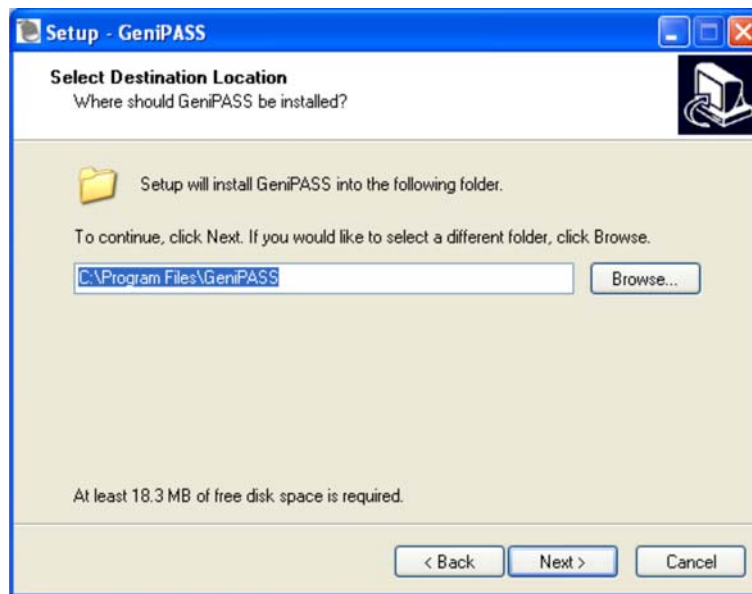 Setup - GeniPASS
Select Destination Location
Where should GeniPASS be installed?
Setup will install GeniPASS into the following folder.
To continue, click Next. If you would like to select a different folder, click Browse.
C:\Program Files\GeniPASS
Browse...
At least 18.3 MB of free disk space is required.
< Back
Next >
Cancel